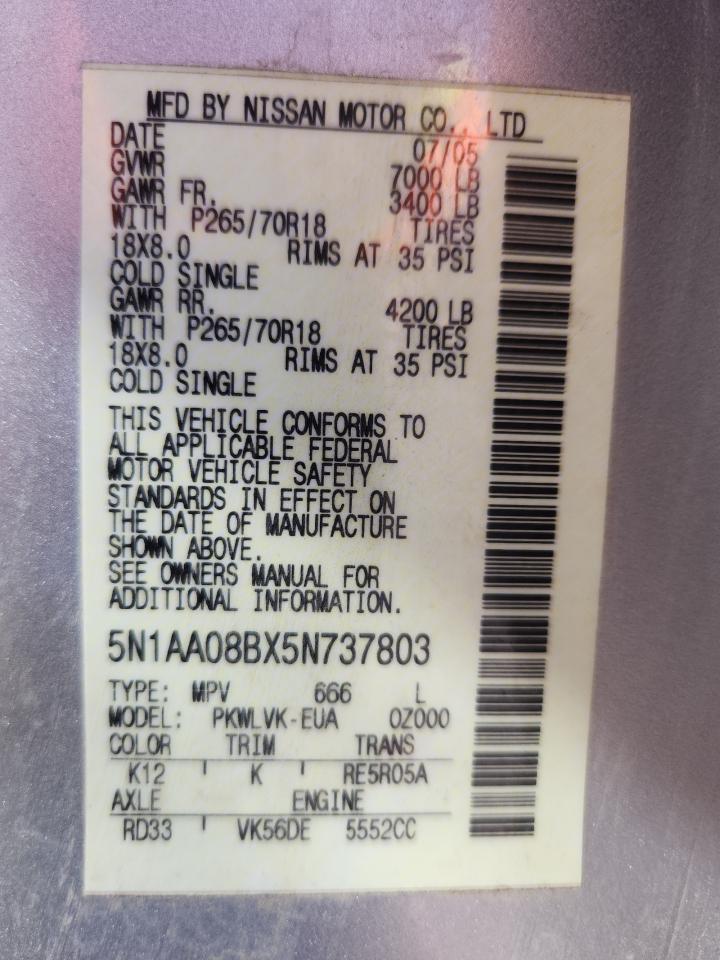 MFD BY NISSAN MOTOR CO., LTD
DATE 07/05
GVWR 7000 LB
GAWR FR. 3400 LB
WITH P265/70R18 TIRES
18X8.0 RIMS AT 35 PSI
COLD SINGLE
GAWR RR. 4200 LB
WITH P265/70R18 TIRES
18X8.0 RIMS AT 35 PSI
COLD SINGLE
THIS VEHICLE CONFORMS TO
ALL APPLICABLE FEDERAL
MOTOR VEHICLE SAFETY
STANDARDS IN EFFECT ON
THE DATE OF MANUFACTURE
SHOWN ABOVE.
SEE OWNERS MANUAL FOR
ADDITIONAL INFORMATION.
5N1AA08BX5N737803
TYPE: MPV 666 L
MODEL: PKWLVK-EUA 0Z000
COLOR TRIM TRANS
K12 ' K ' RE5R05A
AXLE ENGINE
RD33 ' VK56DE 5552CC